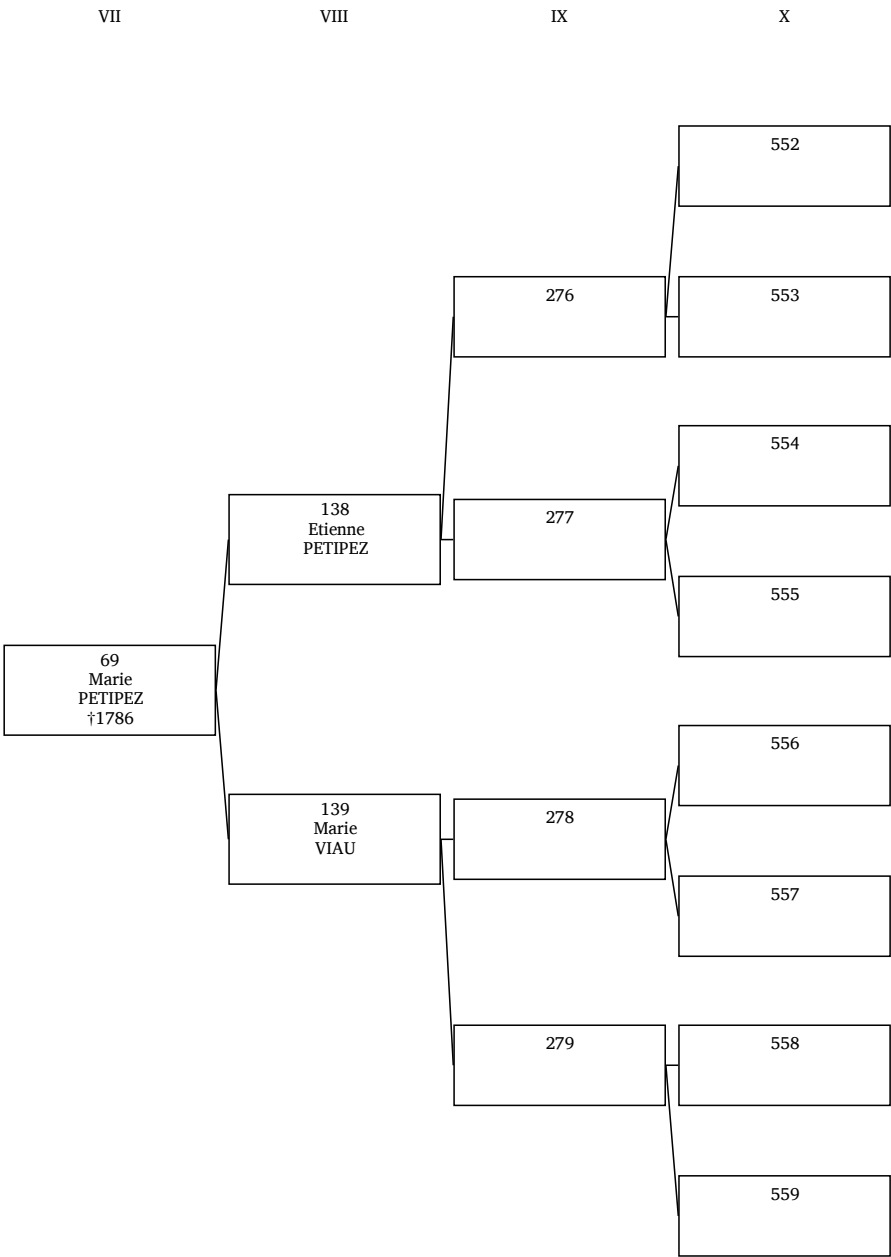 VII VIII IX X
552
276
553
554
138
Etienne
PETIPEZ
277
555
69
Marie
PETIPEZ
†1786
556
139
Marie
VIAU
278
557
279
558
559